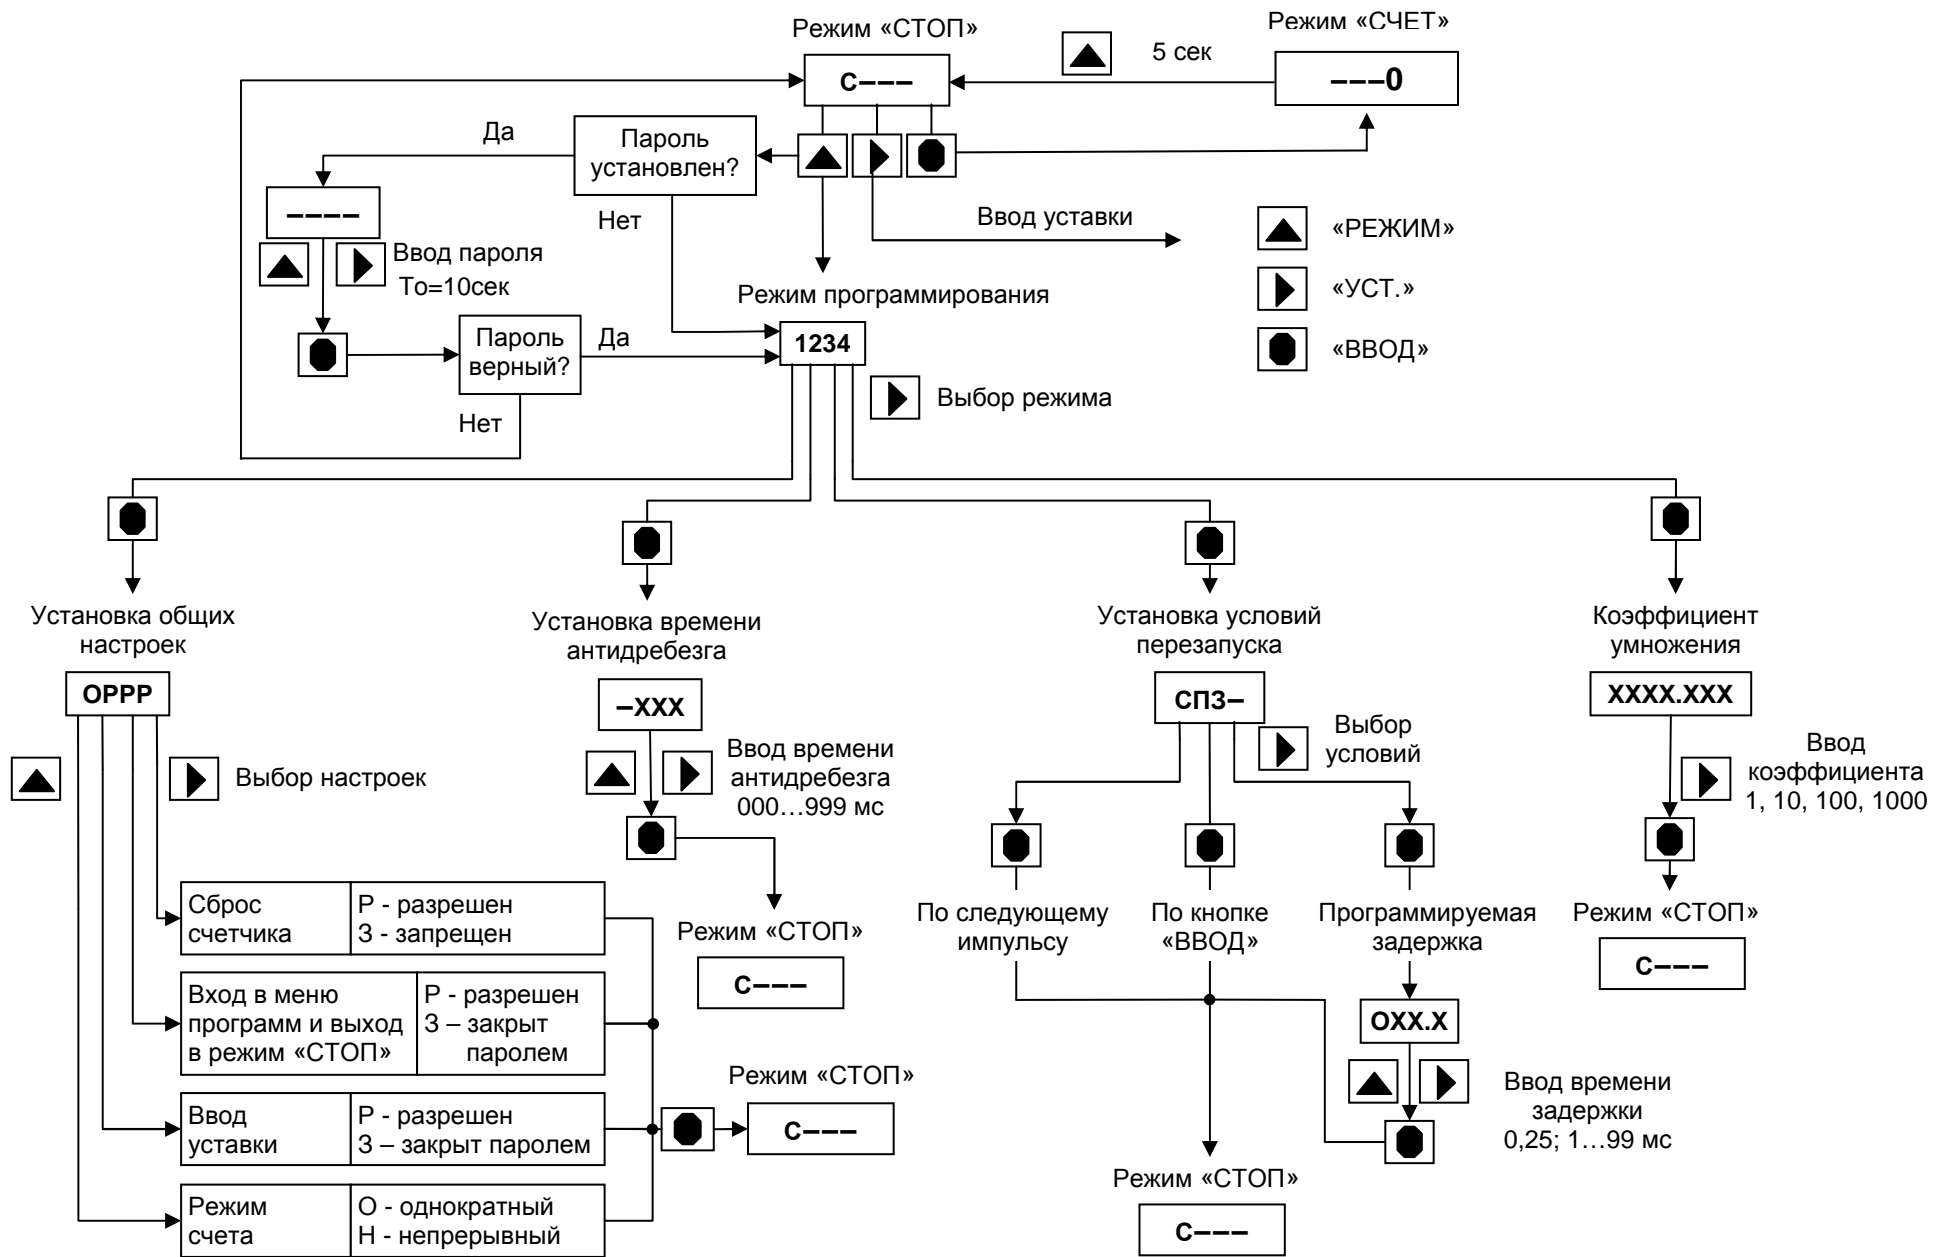 Режим «СТОП»
Режим «СЧЕТ»
5 сек
С–––
–––0
Да
Пароль
установлен?
Нет
––––
Ввод уставки
«РЕЖИМ»
Ввод пароля
То=10сек
«УСТ.»
Режим программирования
Пароль
верный?
Да
1234
«ВВОД»
Нет
Выбор режима
Установка общих
настроек
Установка времени
антидребезга
Установка условий
перезапуска
Коэффициент
умножения
ОРРР
–ХХХ
СПЗ–
ХХХХ.ХХХ
Выбор настроек
Ввод времени
антидребезга
000…999 мс
Выбор
условий
Ввод
коэффициента
1, 10, 100, 1000
Сброс
счетчика
Р - разрешен
З - запрещен
Режим «СТОП»
С–––
По следующему
импульсу
По кнопке
«ВВОД»
Программируемая
задержка
Режим «СТОП»
С–––
Вход в меню
программ и выход
в режим «СТОП»
Р - разрешен
З – закрыт
паролем
ОХХ.Х
Режим «СТОП»
С–––
Ввод
уставки
Р - разрешен
З – закрыт паролем
Ввод времени
задержки
0,25; 1…99 мс
Режим
счета
О - однократный
Н - непрерывный
Режим «СТОП»
С–––